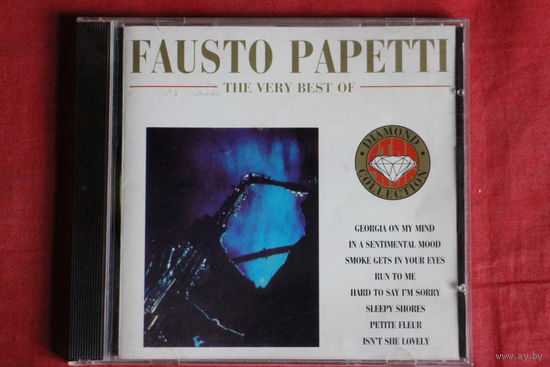 FAUSTO PAPETTI
THE VERY BEST OF
DIAMOND
COLLECTION
GEORGIA ON MY MIND
IN A SENTIMENTAL MOOD
SMOKE GETS IN YOUR EYES
RUN TO ME
HARD TO SAY I'M SORRY
SLEEPY SHORES
PETITE FLEUR
ISN'T SHE LOVELY
www.ay.by